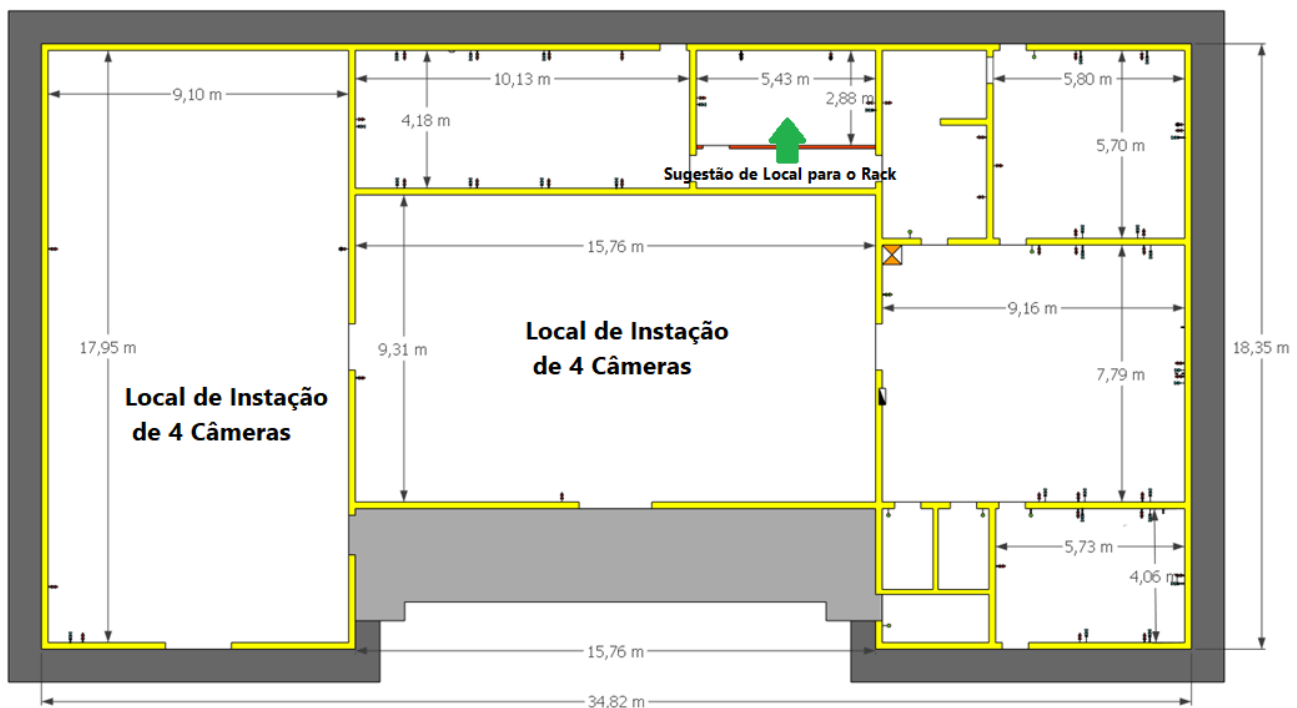 10,13 m
5,43 m
5,80 m
9,10 m
2,88 m
4,18 m
5,70 m
Sugestão de Local para o Rack
15,76 m
9,16 m
Local de Instação
de 4 Câmeras
17,95 m
9,31 m
18,35 m
7,79 m
Local de Instação
de 4 Câmeras
5,73 m
4,06 m
15,76 m
34.82 m